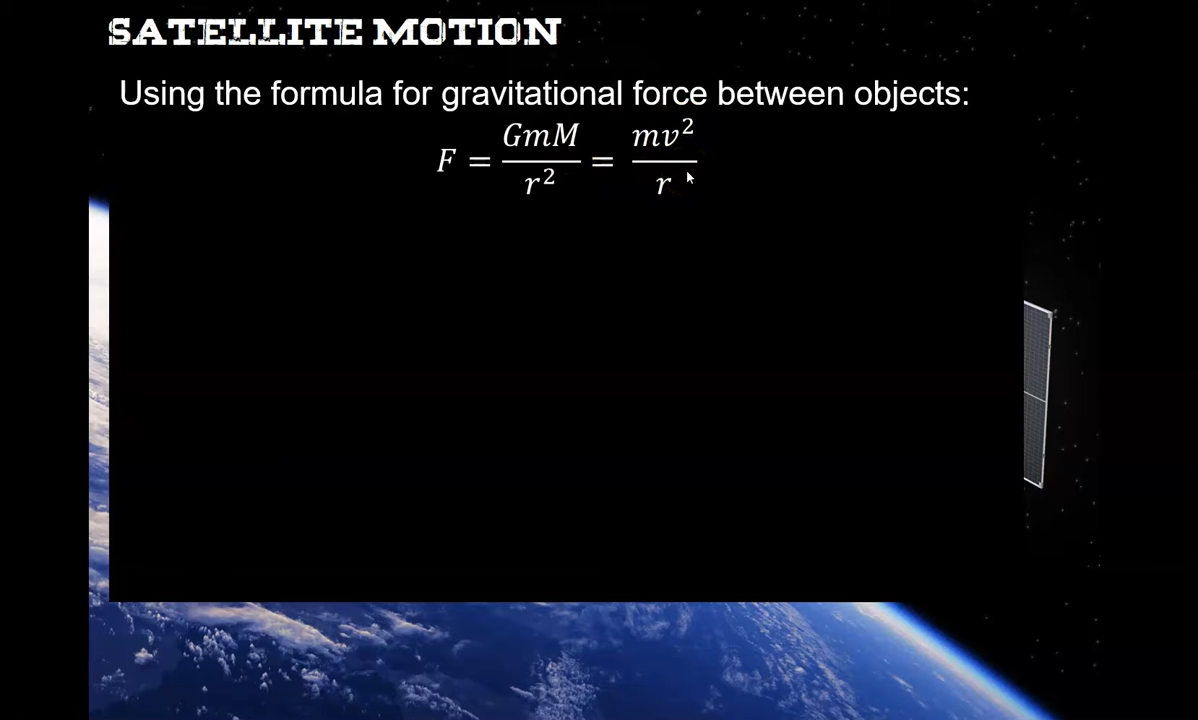 SATELLITE MOTION
Using the formula for gravitational force between objects:
F = GmM/r² = mv²/r